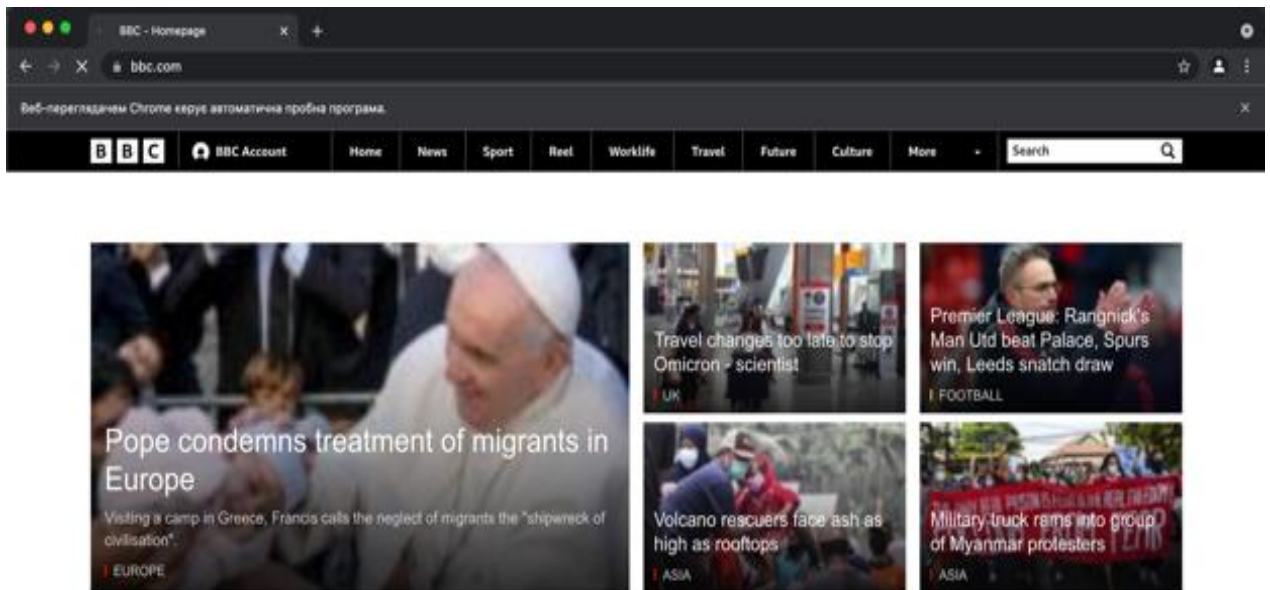 BBC - Homepage
bbc.com
Веб-переглядачем Chrome керує автоматична пробна програма.
BBC BBC Account Home News Sport Reel Worklife Travel Future Culture More Search
Pope condemns treatment of migrants in
Europe
Visiting a camp in Greece, Francis calls the neglect of migrants the "shipwreck of
civilisation".
EUROPE
Travel changes too late to stop
Omicron - scientist
UK
Premier League: Rangnick's
Man Utd beat Palace, Spurs
win, Leeds snatch draw
FOOTBALL
Volcano rescuers face ash as
high as rooftops
ASIA
Military truck rams into group
of Myanmar protesters
ASIA